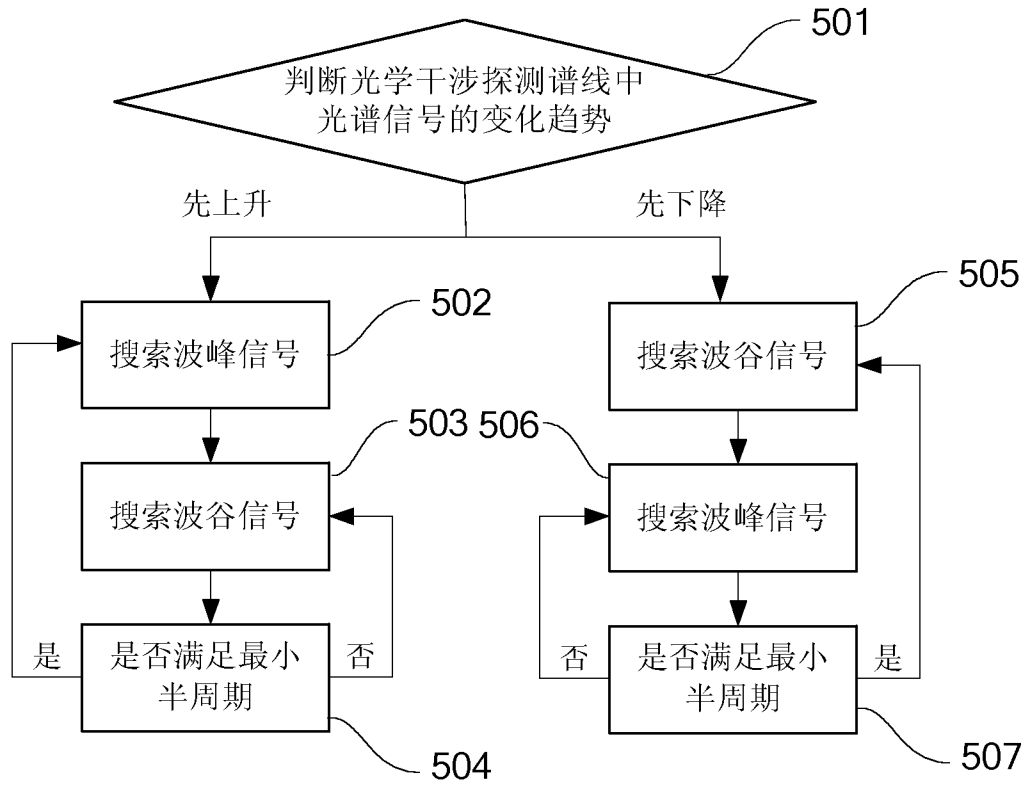 501
判断光学干涉探测谱线中
光谱信号的变化趋势
先上升
先下降
502
505
搜索波峰信号
搜索波谷信号
503
506
搜索波谷信号
搜索波峰信号
是
是否满足最小
半周期
否
否
是否满足最小
半周期
是
504
507